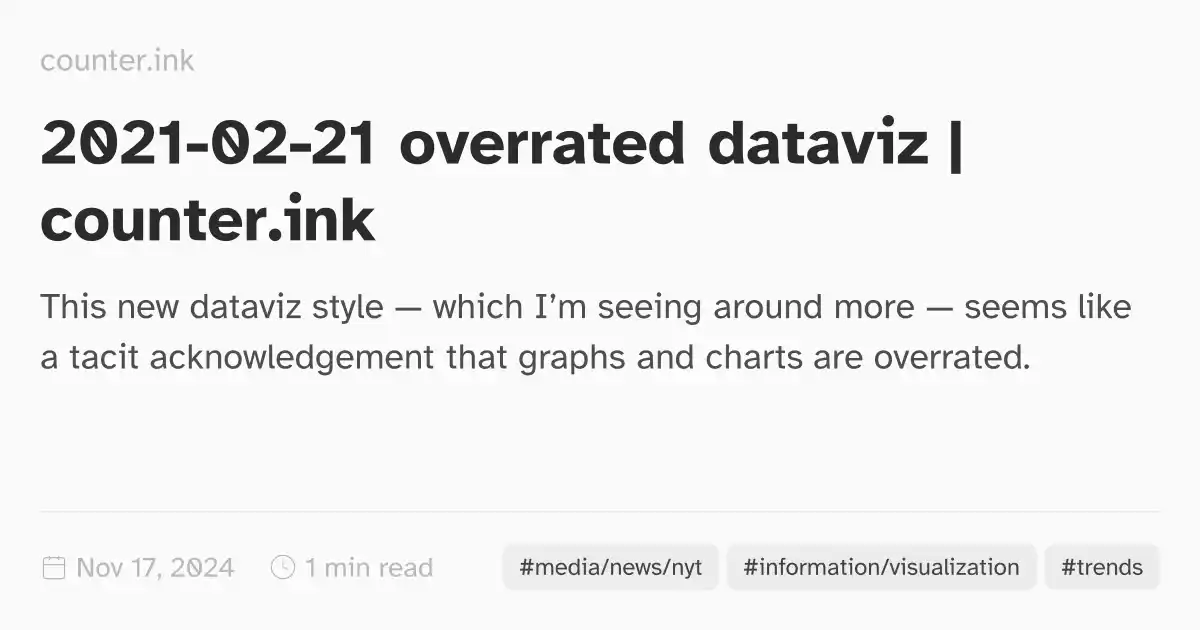 counter.ink
2021-02-21 overrated dataviz |
counter.ink
This new dataviz style — which I’m seeing around more — seems like
a tacit acknowledgement that graphs and charts are overrated.
Nov 17, 2024 1 min read #media/news/nyt #information/visualization #trends